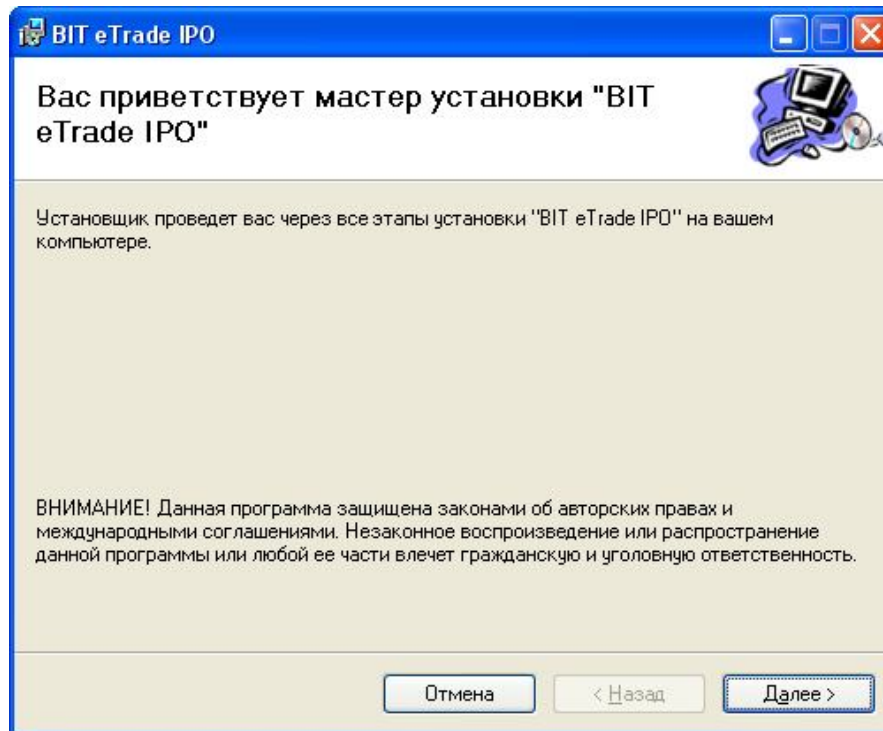 BIT eTrade IPO
Вас приветствует мастер установки "BIT
eTrade IPO"
Установщик проведет вас через все этапы установки "BIT eTrade IPO" на вашем
компьютере.
ВНИМАНИЕ! Данная программа защищена законами об авторских правах и
международными соглашениями. Незаконное воспроизведение или распространение
данной программы или любой ее части влечет гражданскую и уголовную ответственность.
Отмена
< Назад
Далее >